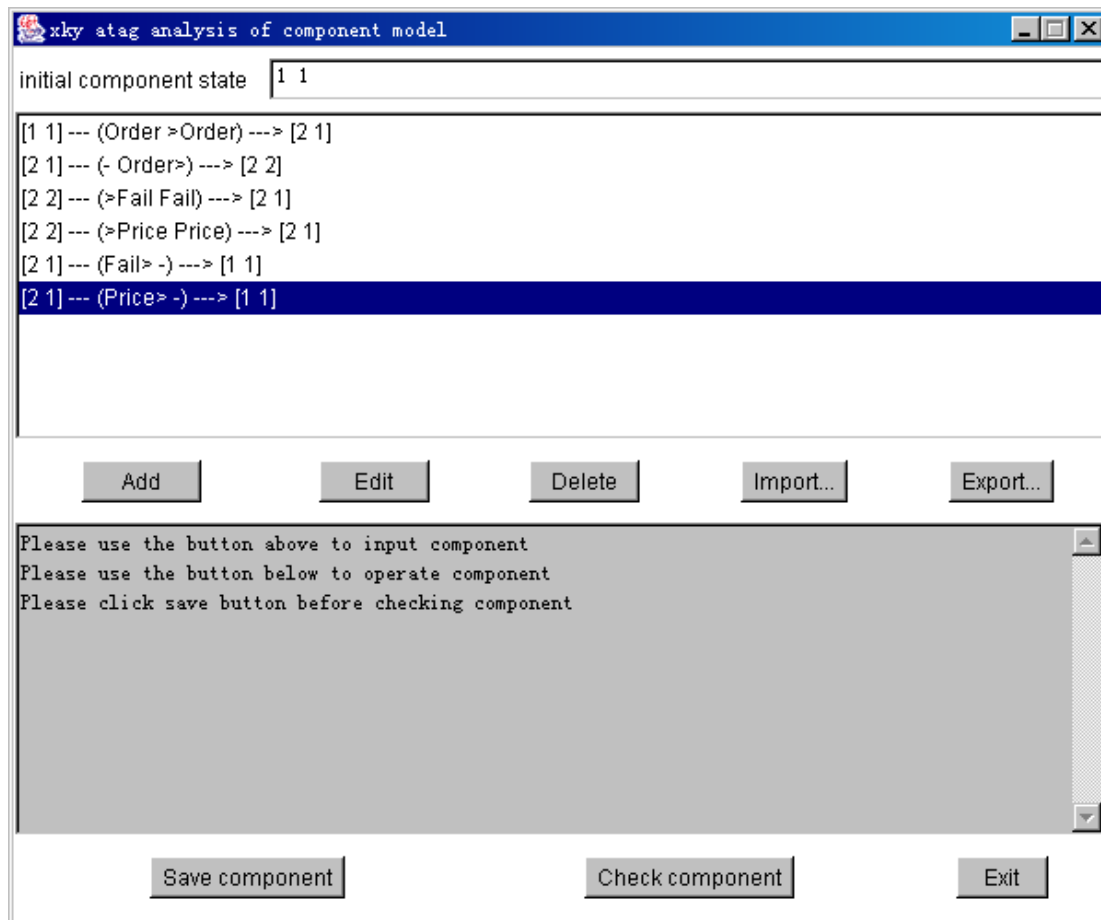 xky atag analysis of component model
initial component state 1 1
[1 1] --- (Order >Order) ---> [2 1]
[2 1] --- (- Order>) ---> [2 2]
[2 2] --- (>Fail Fail) ---> [2 1]
[2 2] --- (>Price Price) ---> [2 1]
[2 1] --- (Fail> -) ---> [1 1]
[2 1] --- (Price> -) ---> [1 1]
Add Edit Delete Import... Export...
Please use the button above to input component
Please use the button below to operate component
Please click save button before checking component
Save component Check component Exit